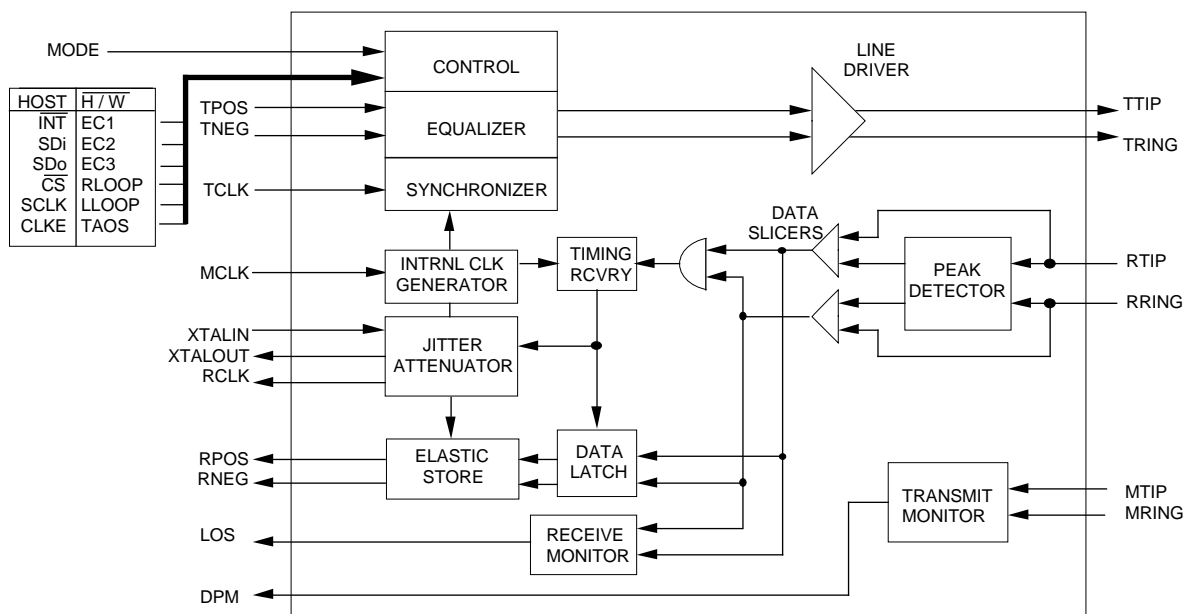 MODE
HOST H / W
INT EC1
SDi EC2
SDo EC3
CS RLOOP
SCLK LLOOP
CLKE TAOS
TPOS
TNEG
TCLK
MCLK
XTALIN
XTALOUT
RCLK
RPOS
RNEG
LOS
DPM
CONTROL
EQUALIZER
SYNCHRONIZER
INTRNL CLK
GENERATOR
JITTER
ATTENUATOR
ELASTIC
STORE
TIMING
RCVRY
DATA
LATCH
RECEIVE
MONITOR
LINE
DRIVER
DATA
SLICERS
PEAK
DETECTOR
TRANSMIT
MONITOR
TTIP
TRING
RTIP
RRING
MTIP
MRING